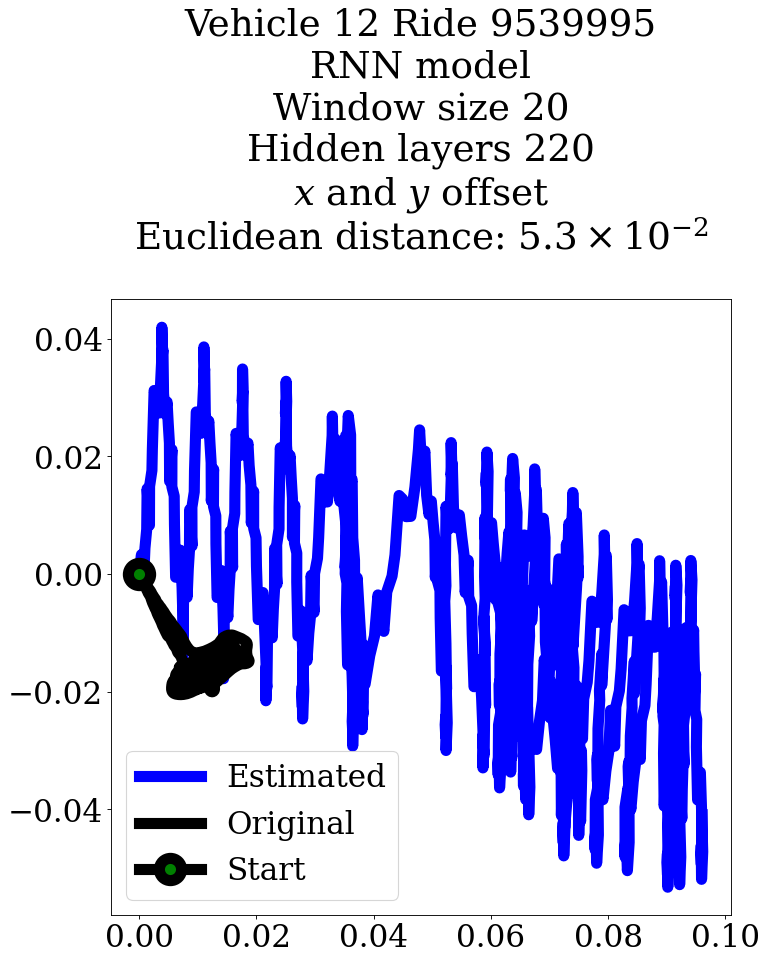 Vehicle 12 Ride 9539995
RNN model
Window size 20
Hidden layers 220
x and y offset
Euclidean distance: 5.3 × 10⁻²
0.04
0.02
0.00
−0.02
−0.04
Estimated
Original
Start
0.00 0.02 0.04 0.06 0.08 0.10